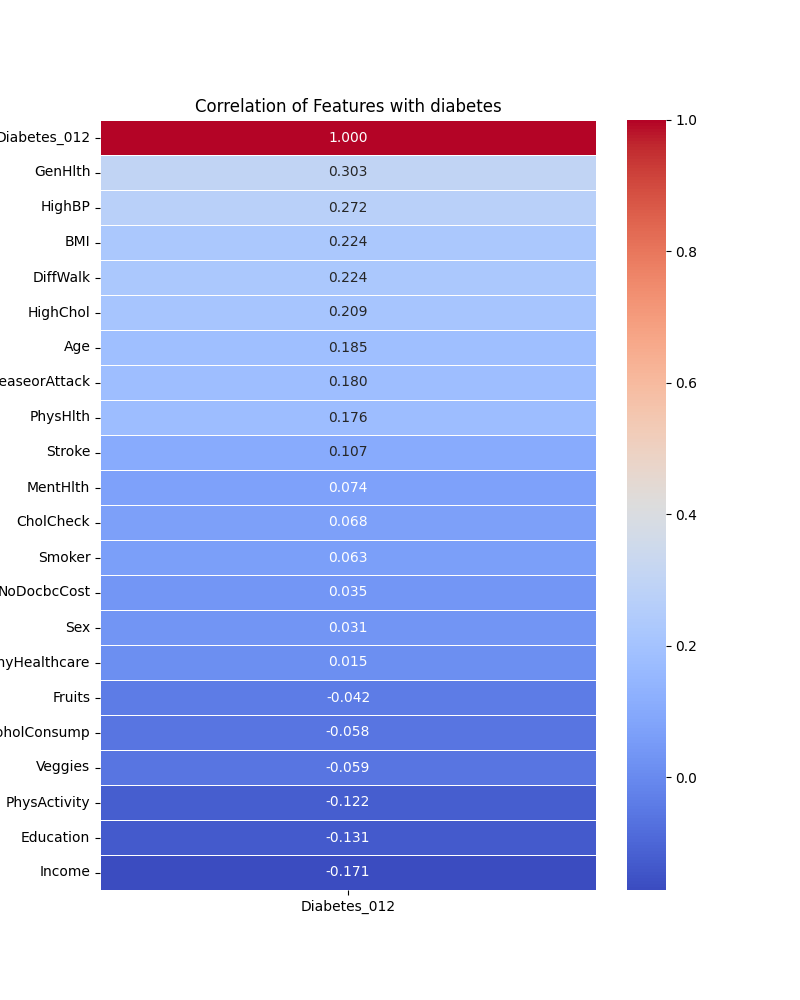 Correlation of Features with diabetes
Diabetes_012 1.000
GenHlth 0.303
HighBP 0.272
BMI 0.224
DiffWalk 0.224
HighChol 0.209
Age 0.185
easeorAttack 0.180
PhysHlth 0.176
Stroke 0.107
MentHlth 0.074
CholCheck 0.068
Smoker 0.063
NoDocbcCost 0.035
Sex 0.031
nyHealthcare 0.015
Fruits -0.042
oholConsump -0.058
Veggies -0.059
PhysActivity -0.122
Education -0.131
Income -0.171
Diabetes_012
1.0
0.8
0.6
0.4
0.2
0.0